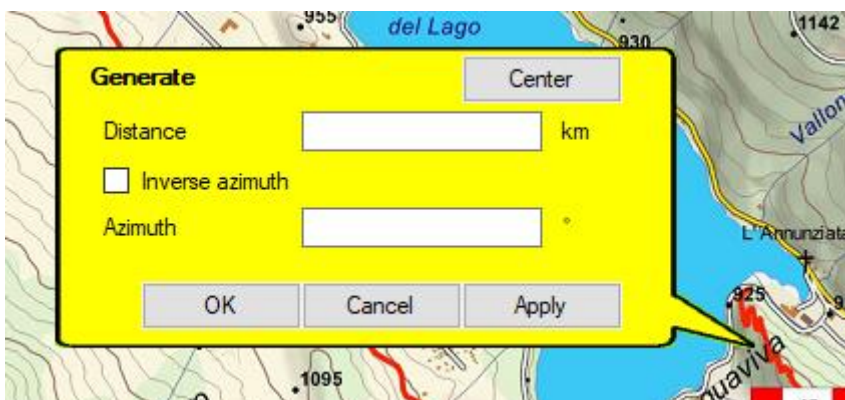 955
del Lago
1142
930
Generate
Center
Distance
km
Vallon
Inverse azimuth
Azimuth
°
L'Annunziata
OK
Cancel
Apply
925
9
1095
quaviva